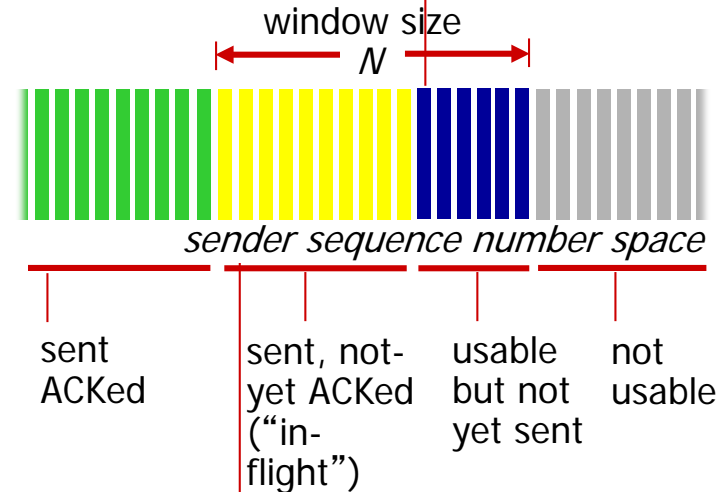 window size
N
sender sequence number space
sent
ACKed
sent, not-
yet ACKed
(“in-
flight”)
usable
but not
yet sent
not
usable